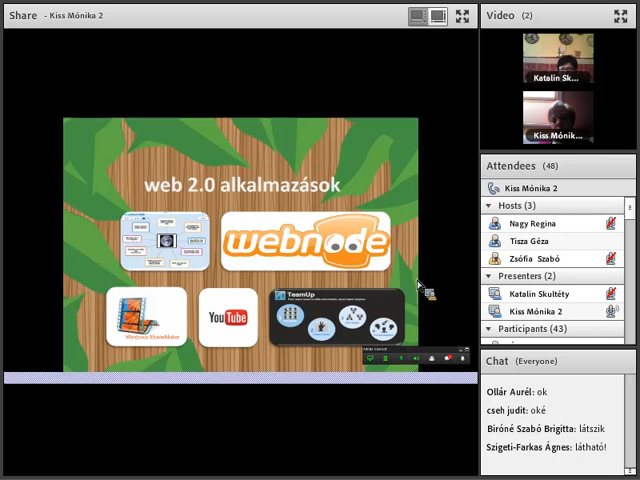 Share - Kiss Mónika 2
web 2.0 alkalmazások
webnode
Windows MovieMaker
YouTube
TeamUp
Video (2)
Katalin Sk...
Kiss Mónik...
Attendees (48)
Kiss Mónika 2
Hosts (3)
Nagy Regina
Tisza Géza
Zsófia Szabó
Presenters (2)
Katalin Skultéty
Kiss Mónika 2
Participants (43)
Chat (Everyone)
Ollár Aurél: ok
cseh judit: oké
Biróné Szabó Brigitta: látszik
Szigeti-Farkas Ágnes: látható!